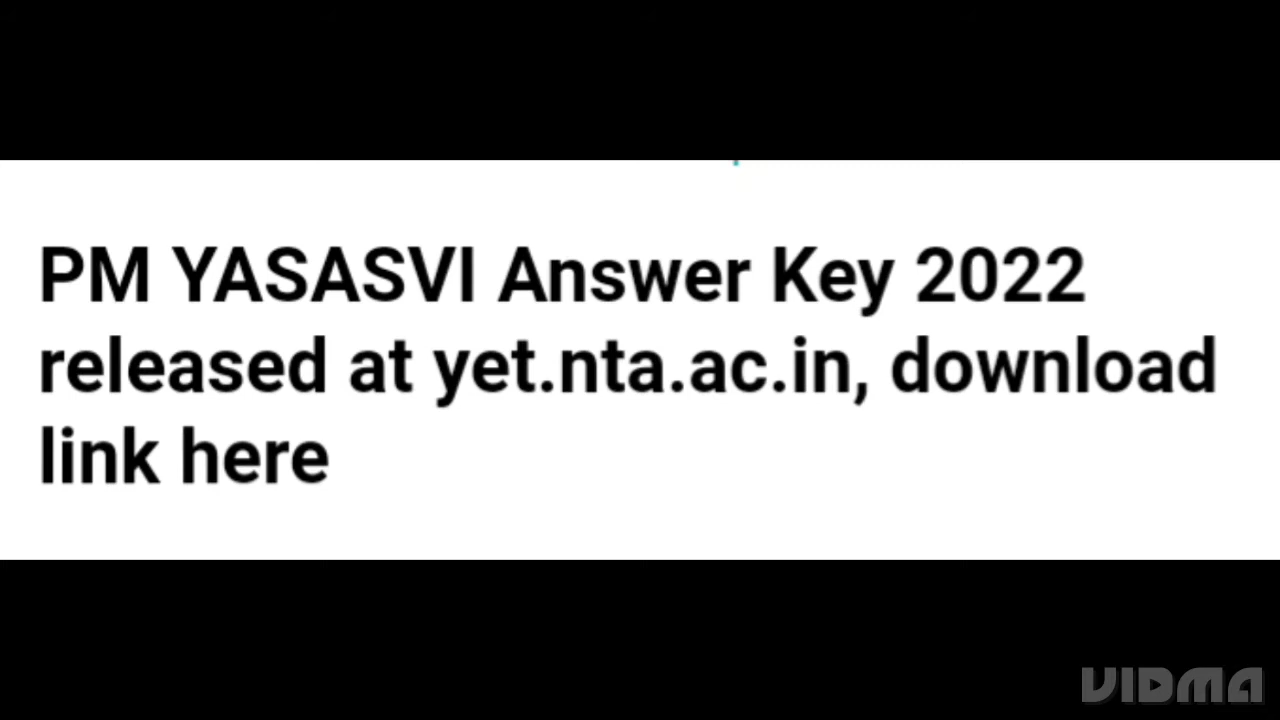 PM YASASVI Answer Key 2022
released at yet.nta.ac.in, download
link here
VIDMA